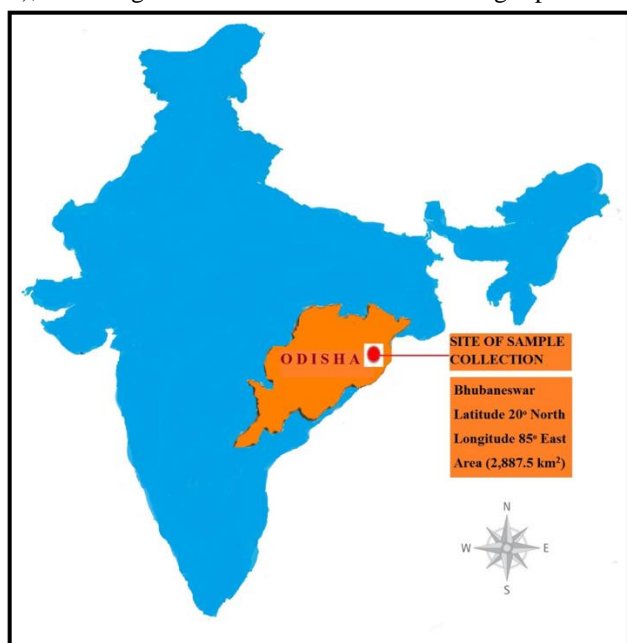 ODISHA
SITE OF SAMPLE
COLLECTION
Bhubaneswar
Latitude 20° North
Longitude 85° East
Area (2,887.5 km²)
N
W E
S